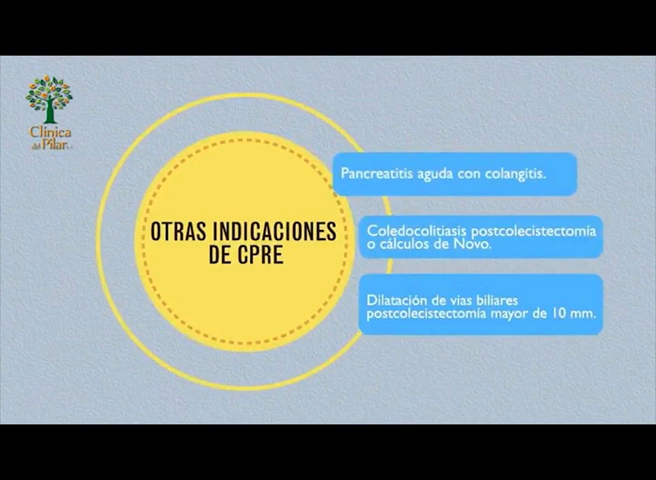 Clínica
del Pilar
OTRAS INDICACIONES
DE CPRE
Pancreatitis aguda con colangitis.
Coledocolitiasis postcolecistectomía
o cálculos de Novo.
Dilatación de vias biliares
postcolecistectomía mayor de 10 mm.